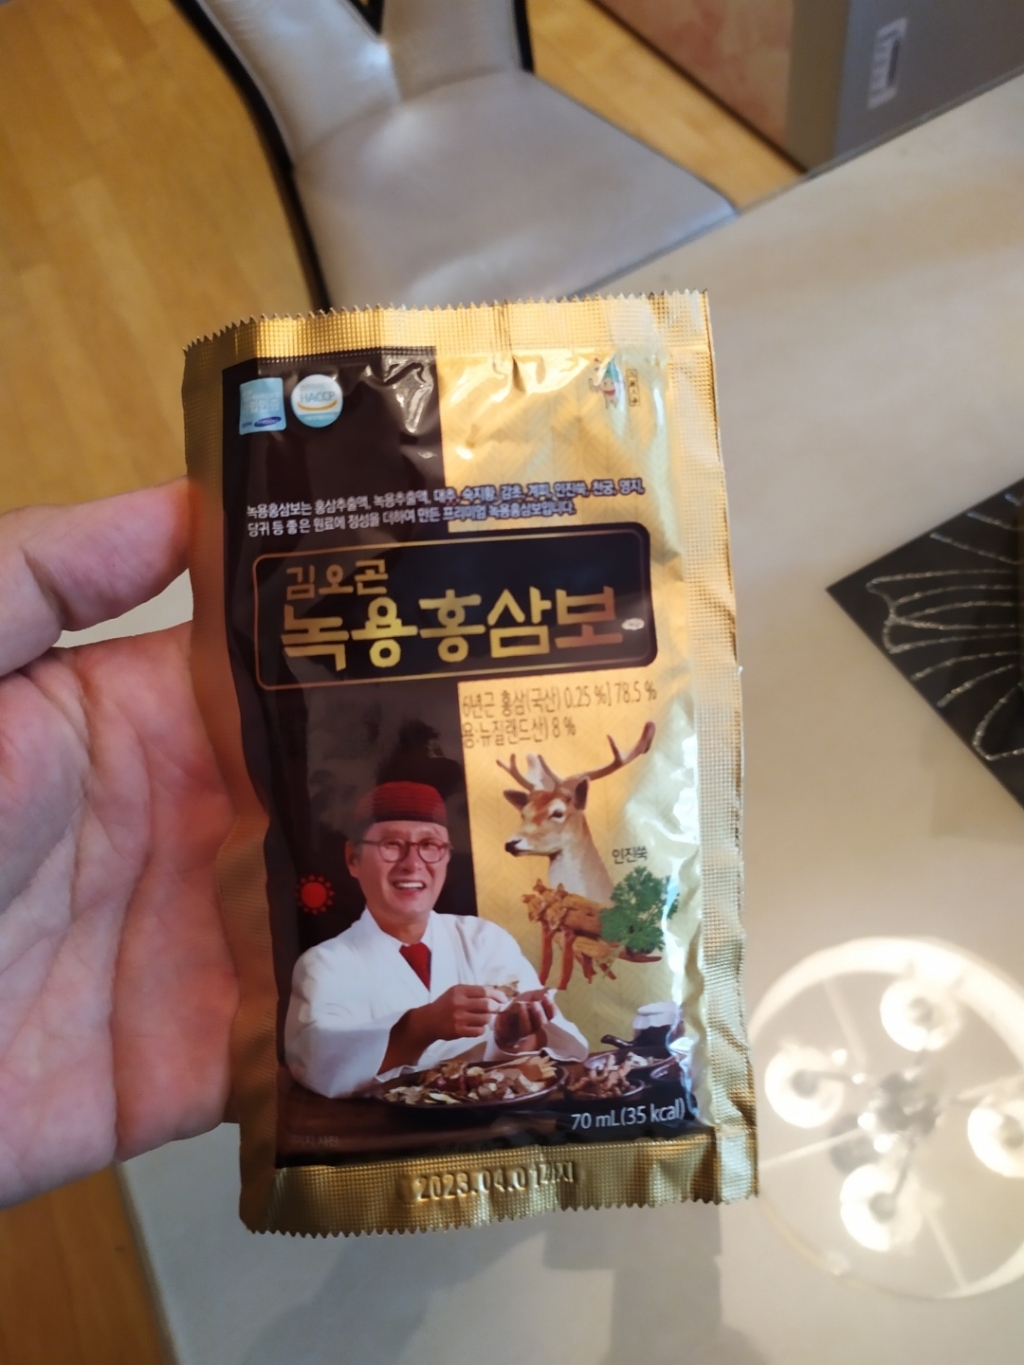 HACCP
녹용홍삼보는 홍삼추출액, 녹용추출액, 대추, 숙지황, 감초, 계피, 인진쑥, 천궁, 영지,
당귀 등 좋은 원료에 정성을 더하여 만든 프리미엄 녹용홍삼보입니다.
김오곤
녹용홍삼보
6년근 홍삼(국산) 0.25 %] 78.5 %
용:뉴질랜드산] 8 %
인진쑥
70 mL(35 kcal)
2023.04.0 까지